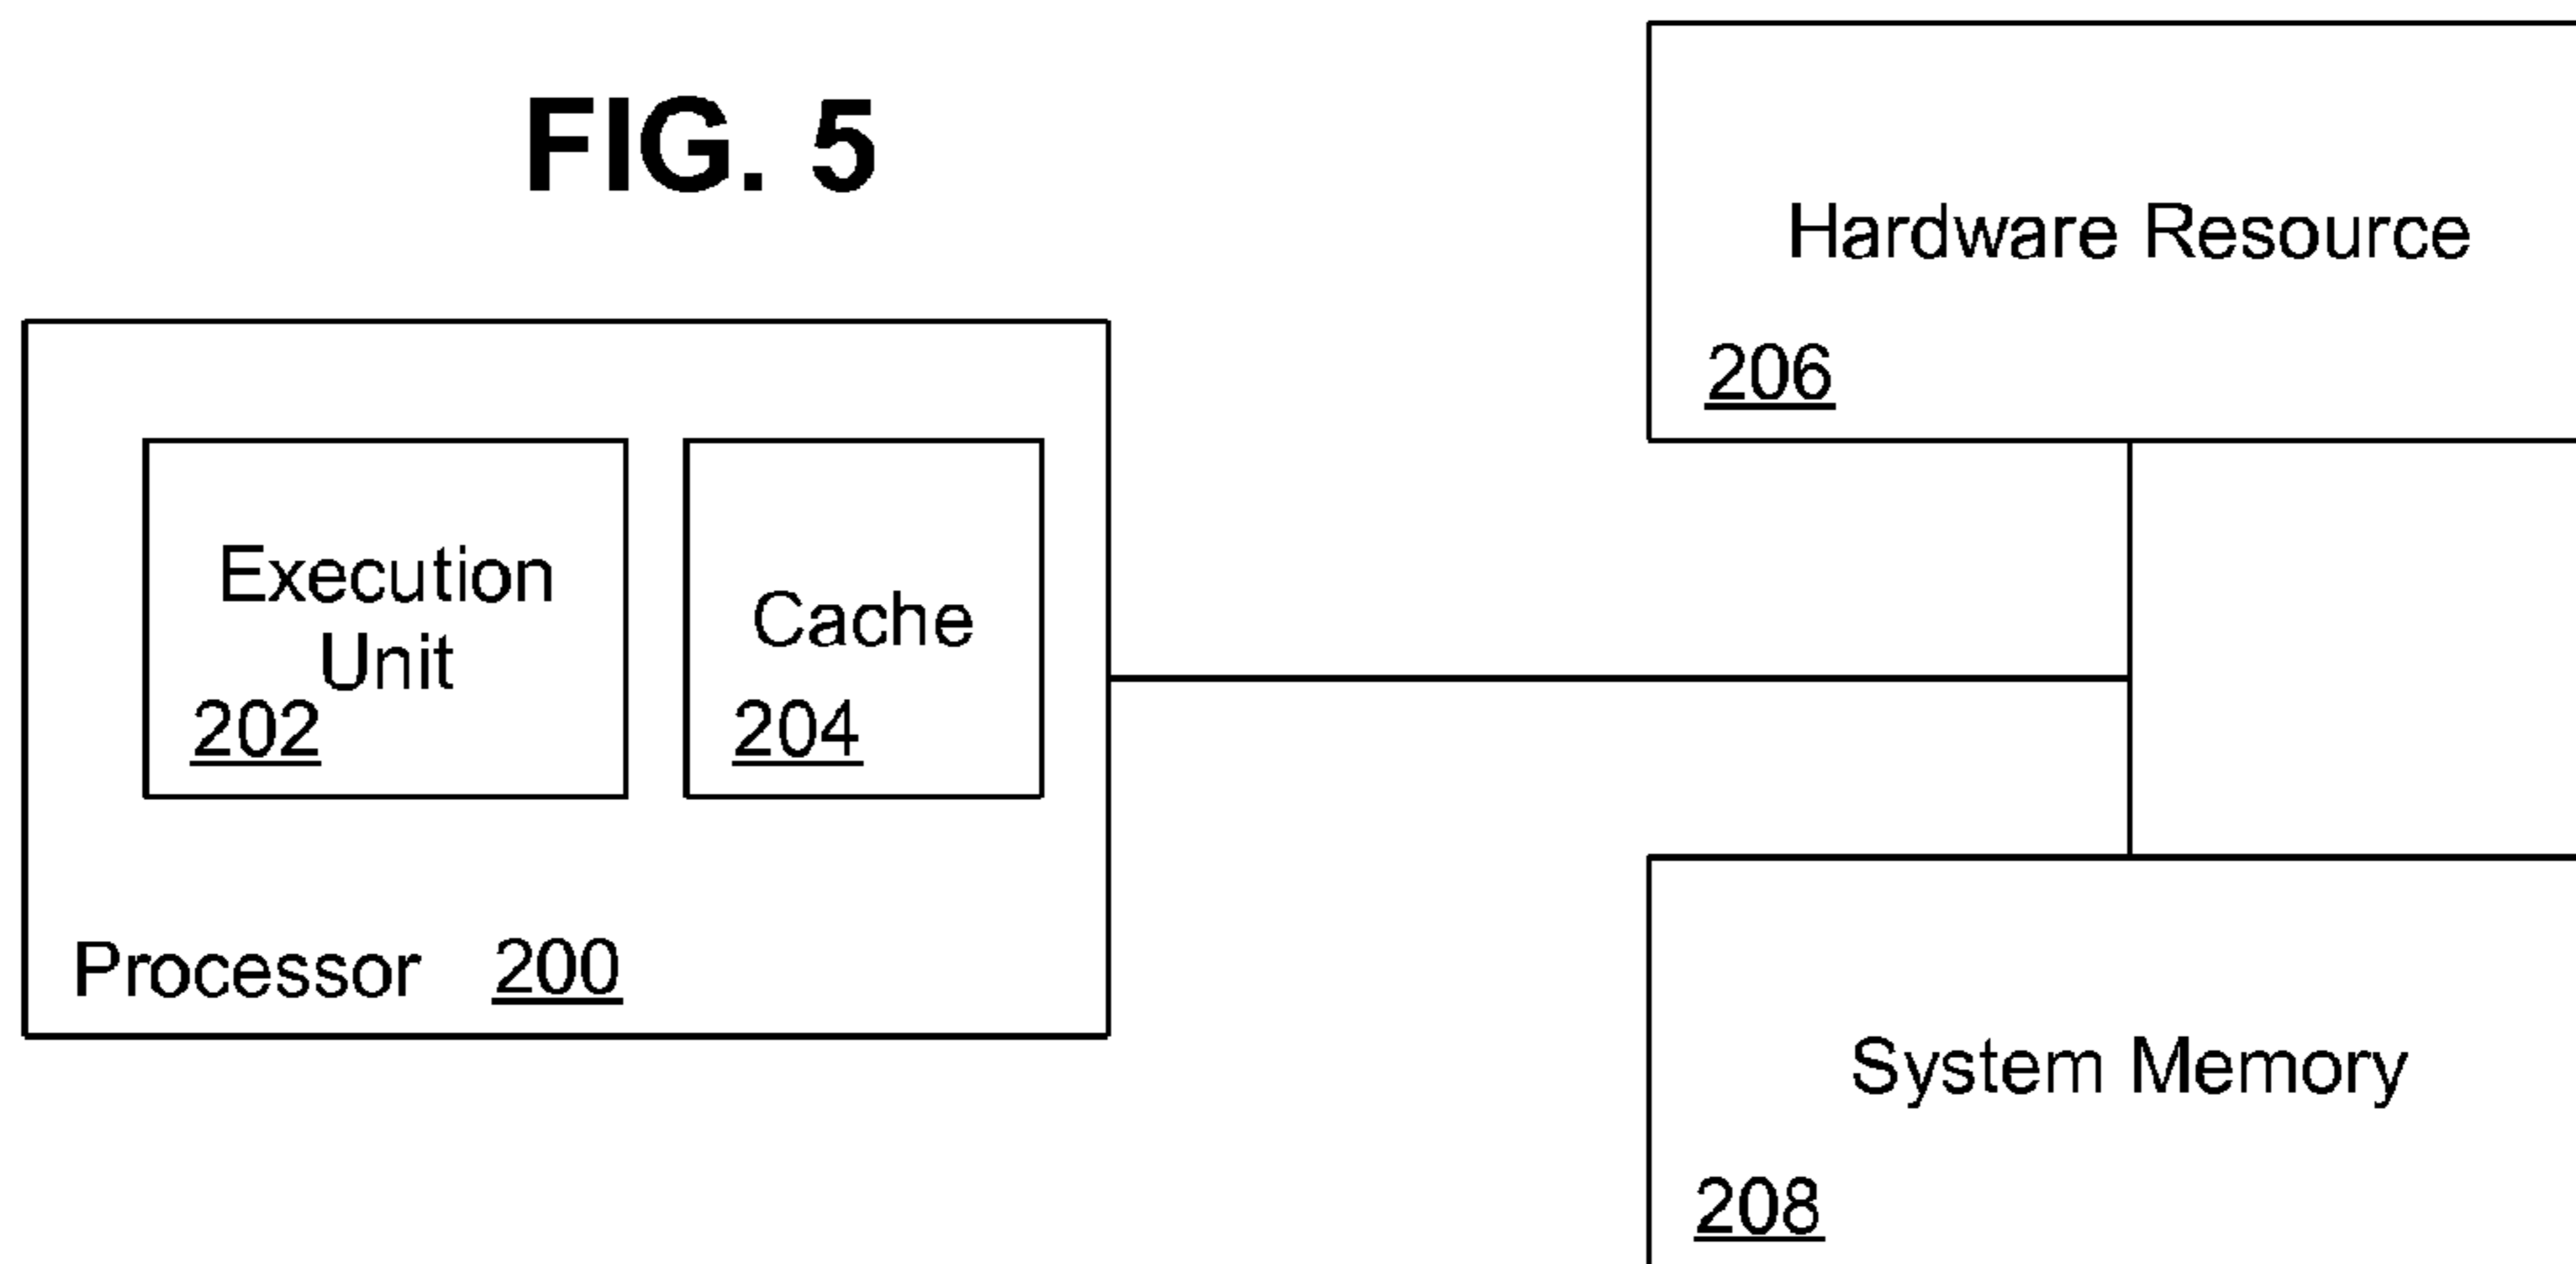 FIG. 5
Hardware Resource
206
Execution
Unit
202
Cache
204
Processor 200
System Memory
208